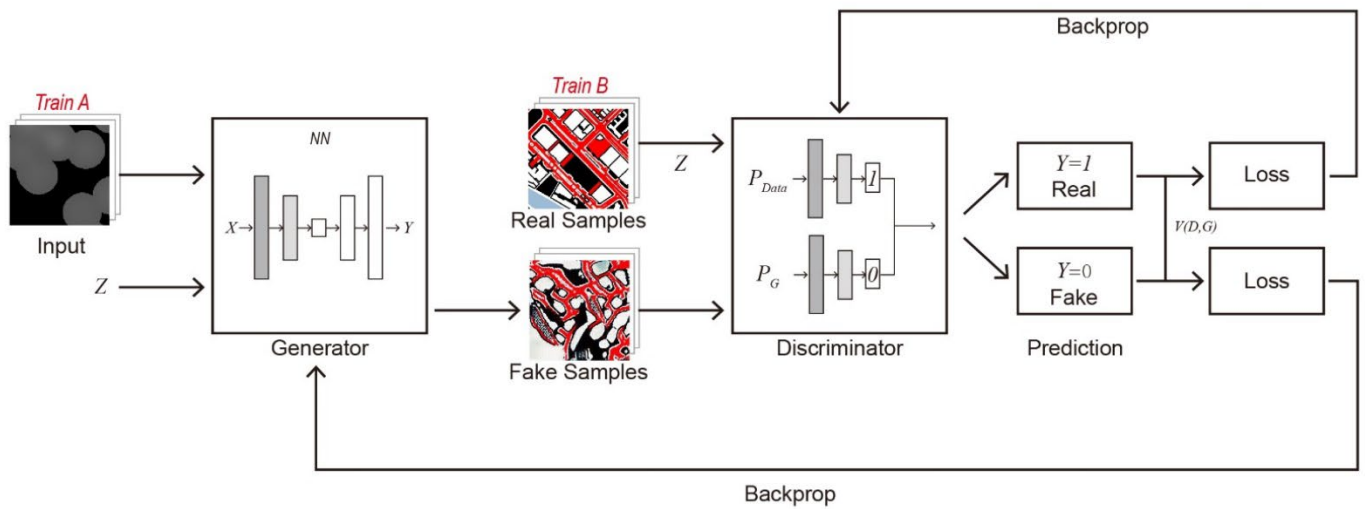 Backprop
Train A
Input
Z
NN
X
Y
Generator
Train B
Real Samples
Fake Samples
Z
P_Data
1
P_G
0
Discriminator
Y=1
Real
Y=0
Fake
Prediction
V(D,G)
Loss
Loss
Backprop